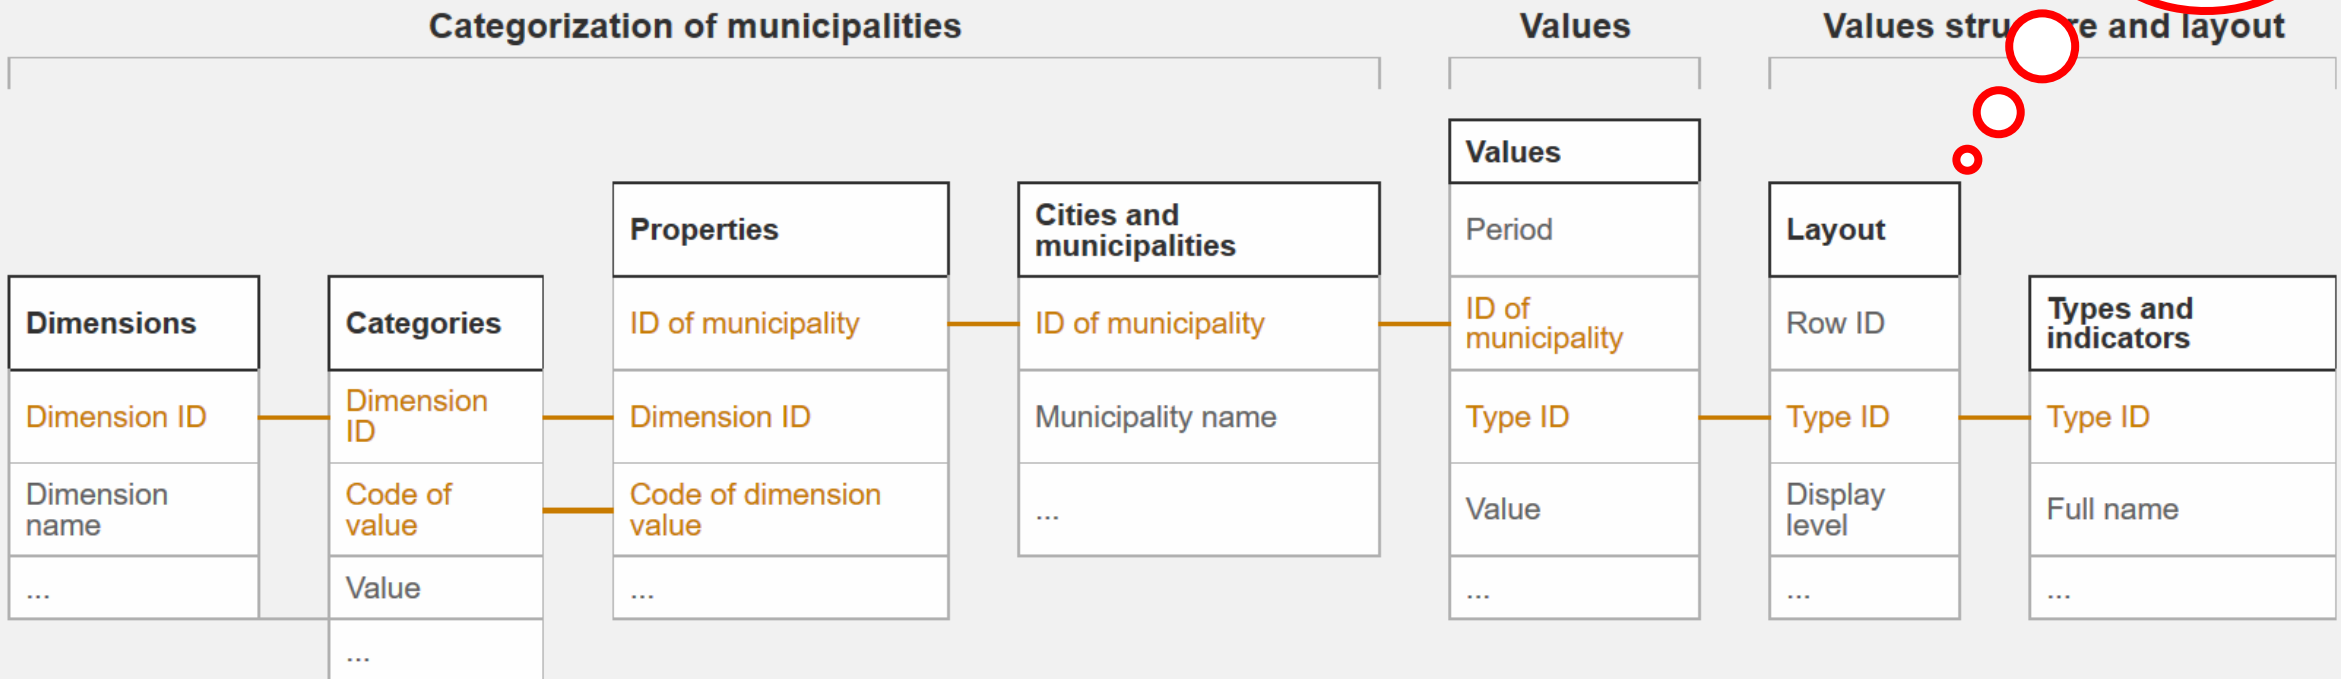 Categorization of municipalities
Values
Values stru re and layout
Dimensions
Dimension ID
Dimension
name
...
Categories
Dimension
ID
Code of
value
Value
...
Properties
ID of municipality
Dimension ID
Code of dimension
value
...
Cities and
municipalities
ID of municipality
Municipality name
...
Values
Period
ID of
municipality
Type ID
Value
...
Layout
Row ID
Type ID
Display
level
...
Types and
indicators
Type ID
Full name
...